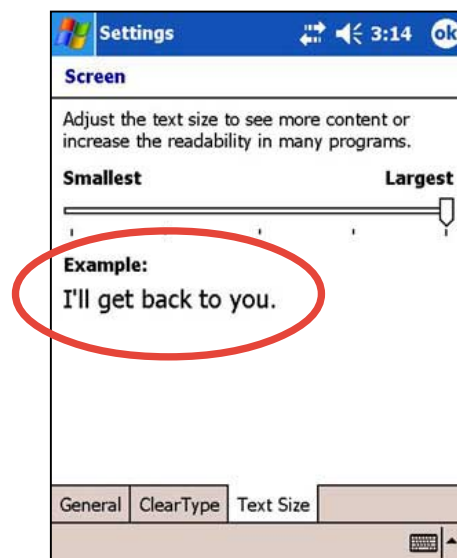 Settings 3:14 ok
Screen
Adjust the text size to see more content or
increase the readability in many programs.
Smallest Largest
Example:
I'll get back to you.
General ClearType Text Size